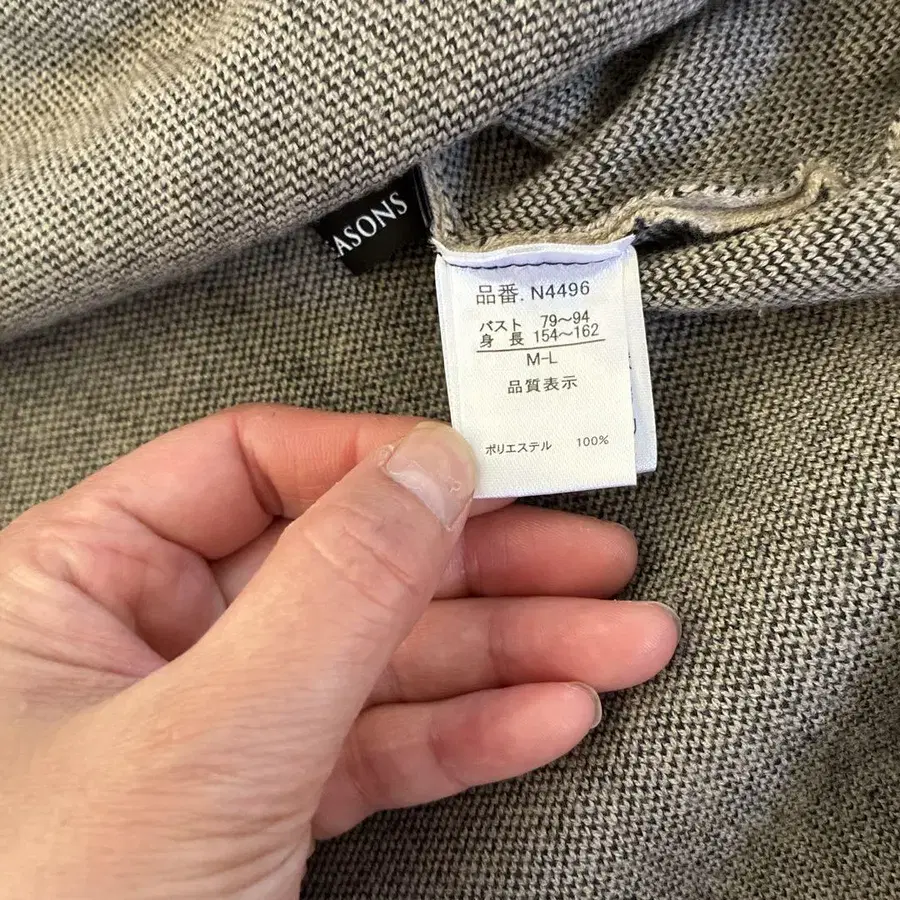 ASONS
品番. N4496
バスト 79～94
身長 154～162
M-L
品質表示
ポリエステル 100%